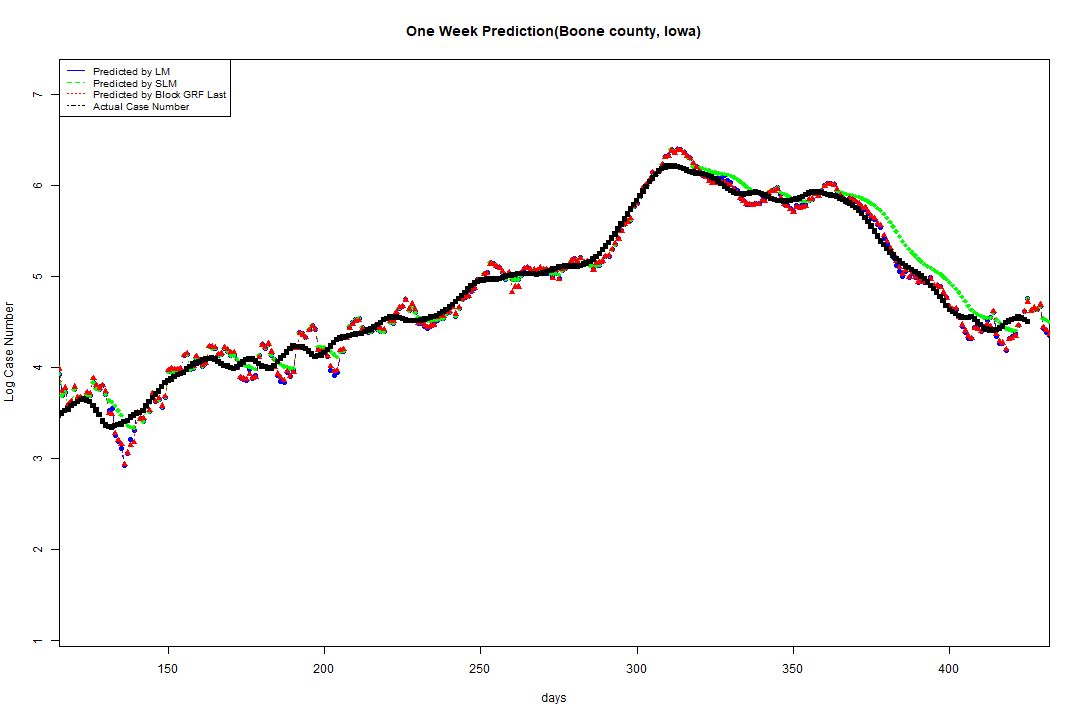 One Week Prediction(Boone county, Iowa)
Predicted by LM
Predicted by SLM
Predicted by Block GRF Last
Actual Case Number
Log Case Number
7
6
5
4
3
2
1
150 200 250 300 350 400
days